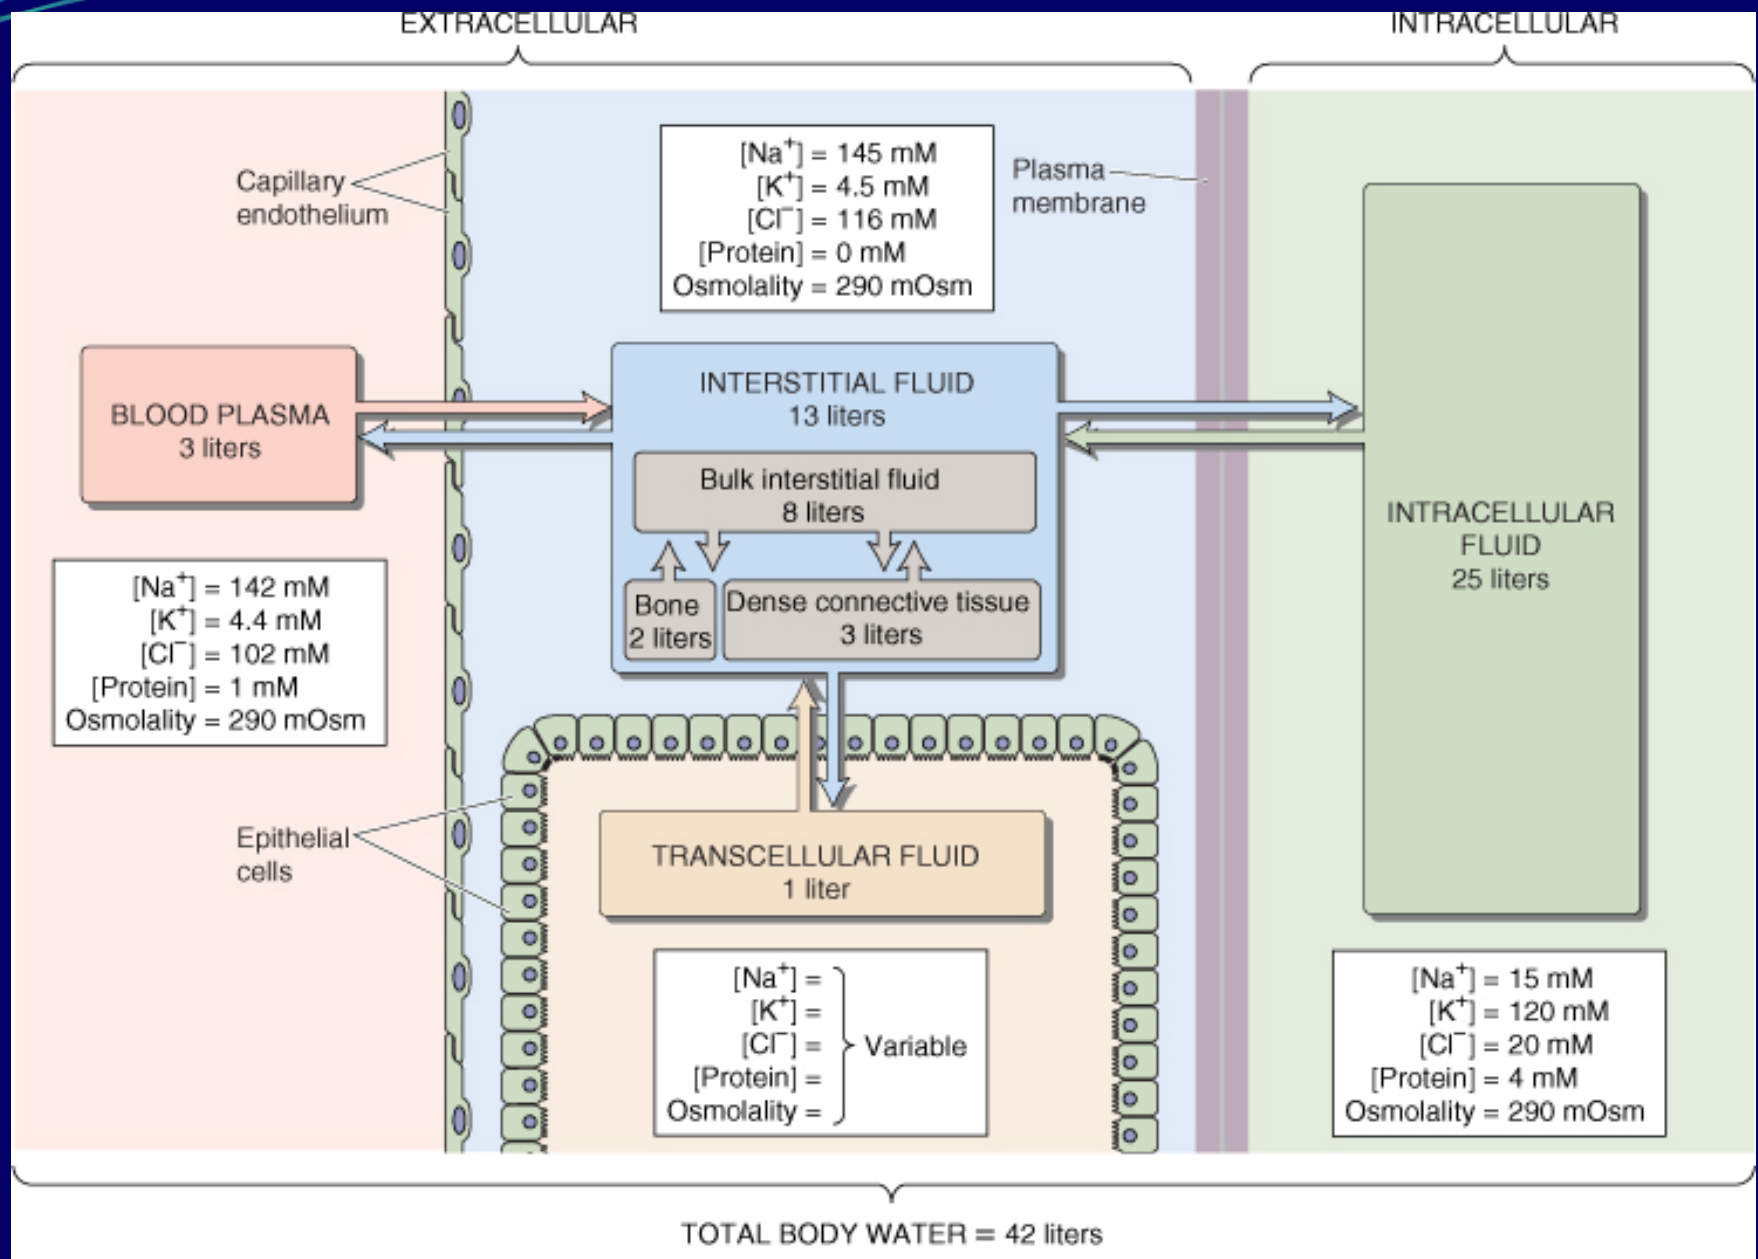 EXTRACELLULAR
INTRACELLULAR
Capillary
endothelium
[Na⁺] = 145 mM
[K⁺] = 4.5 mM
[Cl⁻] = 116 mM
[Protein] = 0 mM
Osmolality = 290 mOsm
Plasma
membrane
BLOOD PLASMA
3 liters
INTERSTITIAL FLUID
13 liters
Bulk interstitial fluid
8 liters
Bone
2 liters
Dense connective tissue
3 liters
INTRACELLULAR
FLUID
25 liters
[Na⁺] = 142 mM
[K⁺] = 4.4 mM
[Cl⁻] = 102 mM
[Protein] = 1 mM
Osmolality = 290 mOsm
Epithelial
cells
TRANSCELLULAR FLUID
1 liter
[Na⁺] =
[K⁺] =
[Cl⁻] =
[Protein] =
Osmolality =
Variable
[Na⁺] = 15 mM
[K⁺] = 120 mM
[Cl⁻] = 20 mM
[Protein] = 4 mM
Osmolality = 290 mOsm
TOTAL BODY WATER = 42 liters